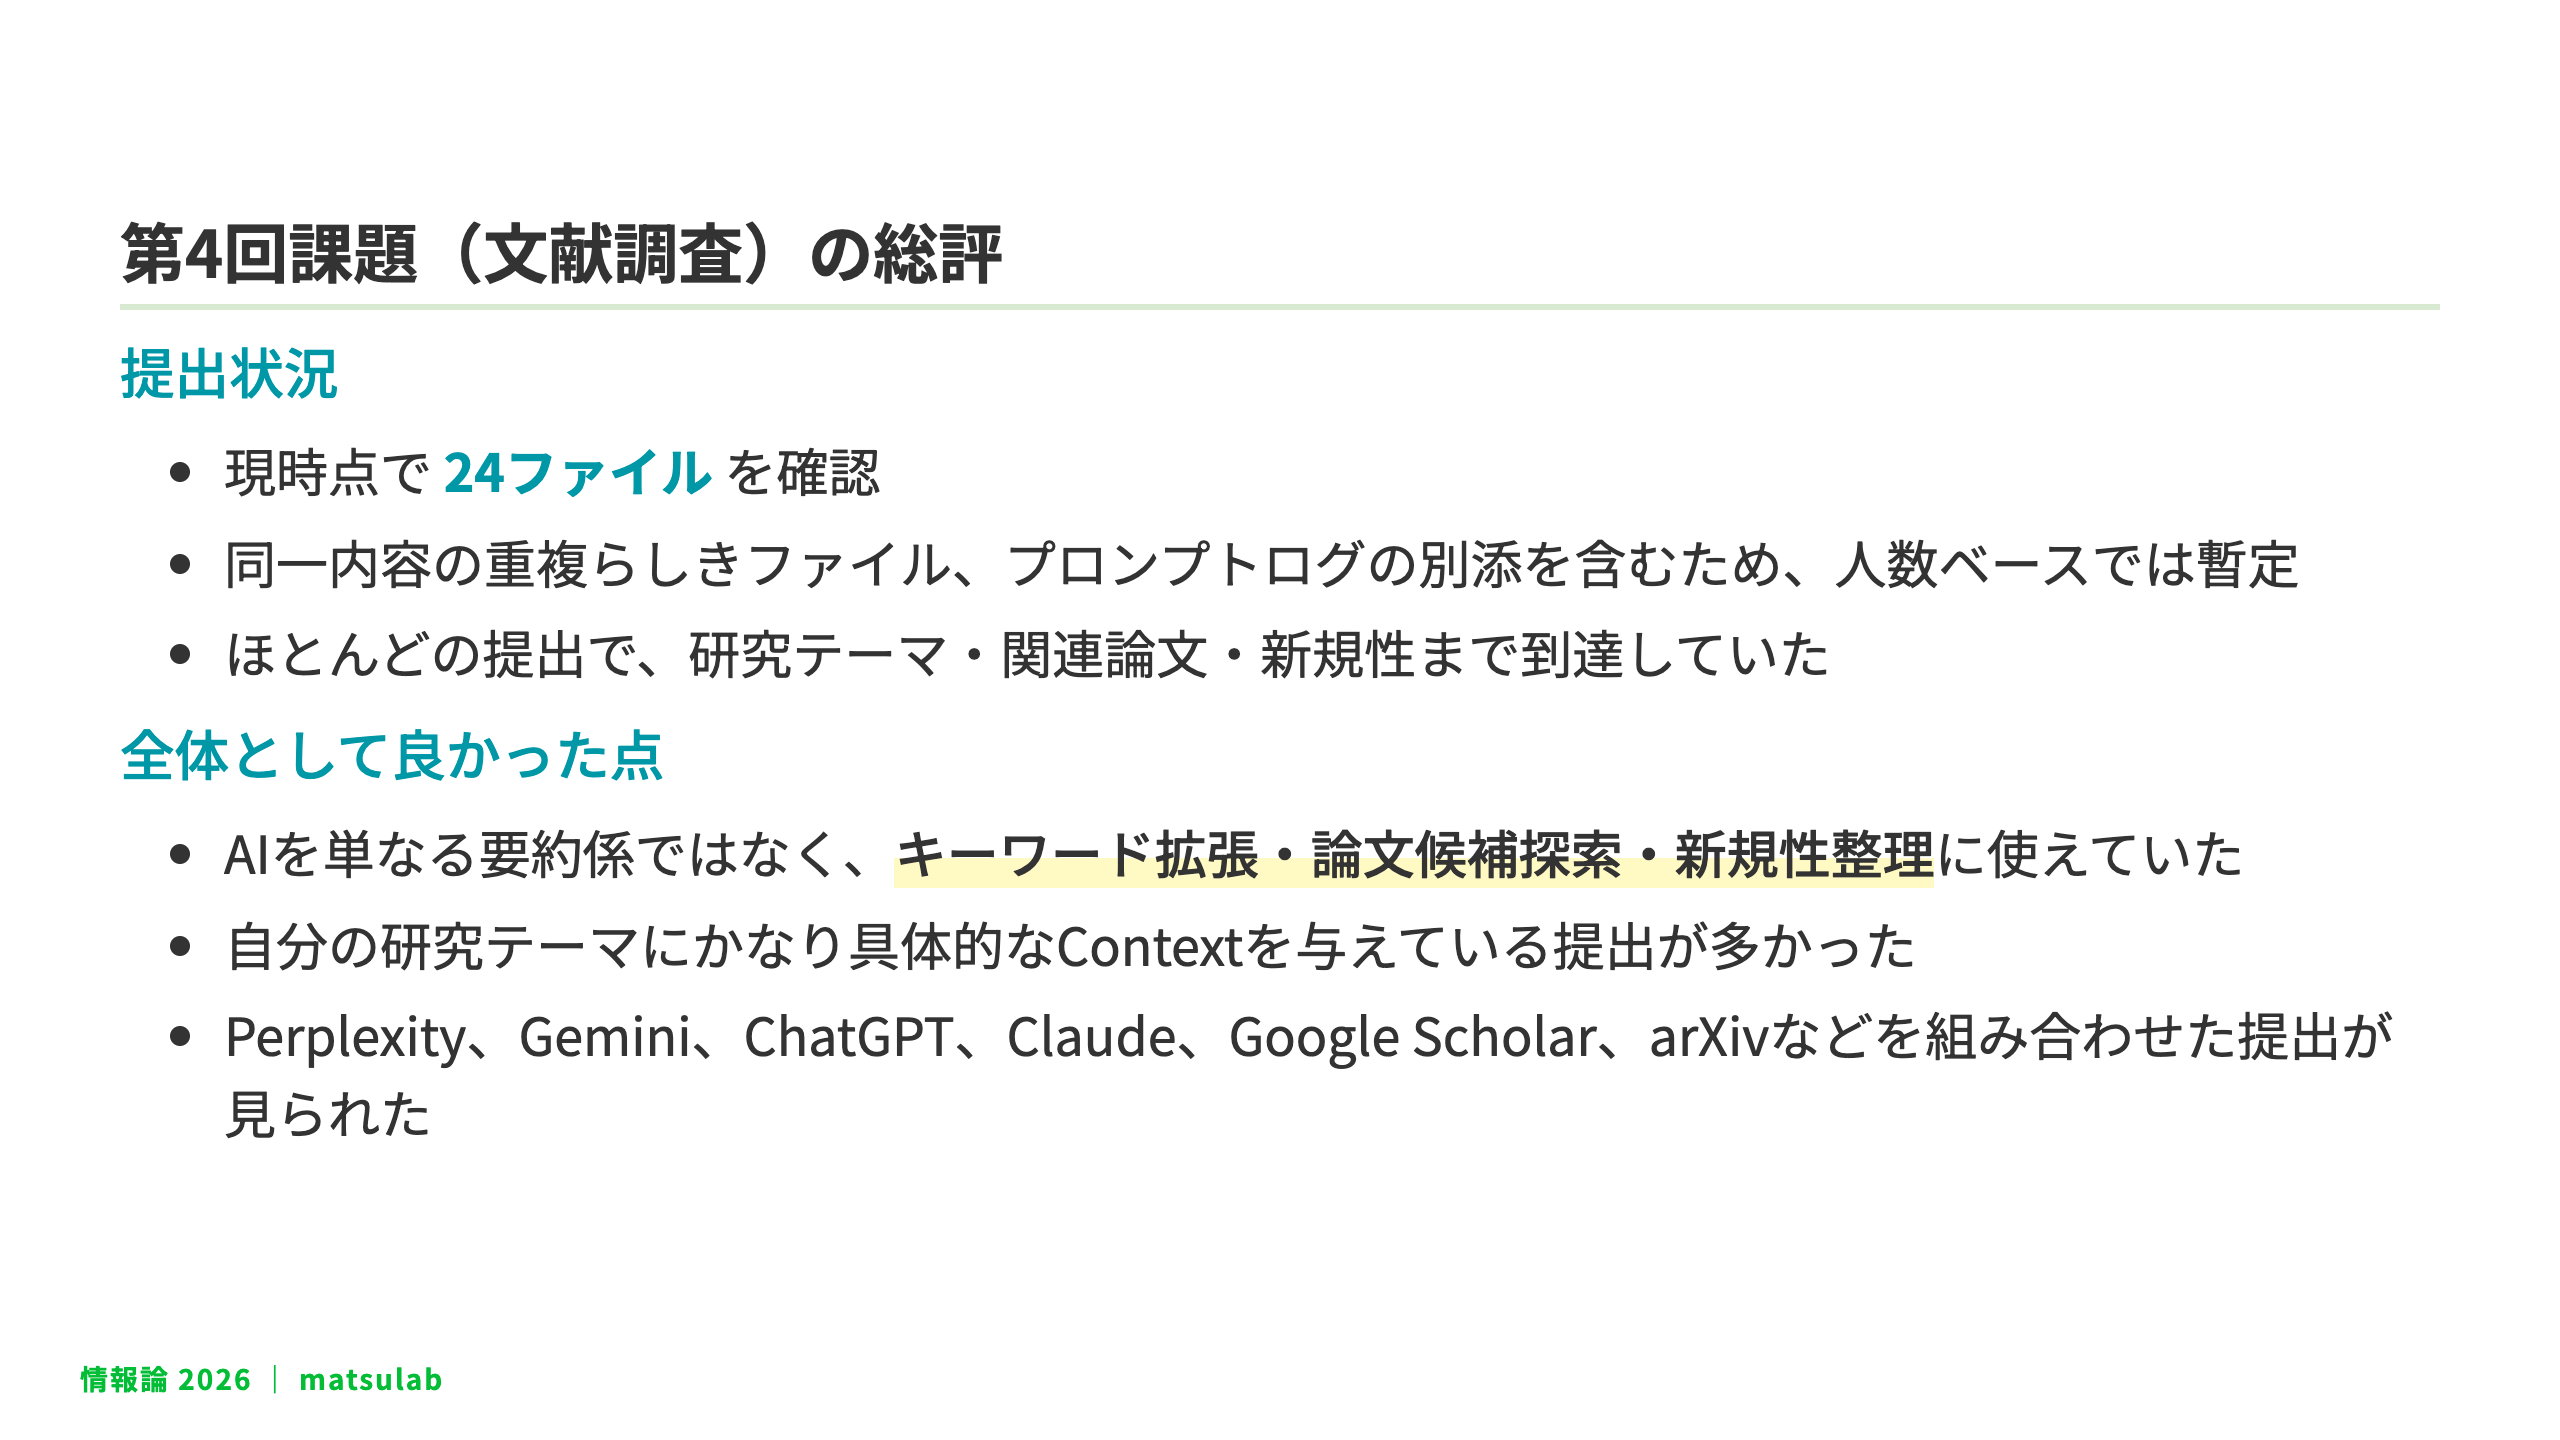 第4回課題（文献調査）の総評
提出状況
• 現時点で 24ファイル を確認
• 同一内容の重複らしきファイル、プロンプトログの別添を含むため、人数ベースでは暫定
• ほとんどの提出で、研究テーマ・関連論文・新規性まで到達していた
全体として良かった点
• AIを単なる要約係ではなく、キーワード拡張・論文候補探索・新規性整理に使えていた
• 自分の研究テーマにかなり具体的なContextを与えている提出が多かった
• Perplexity、Gemini、ChatGPT、Claude、Google Scholar、arXivなどを組み合わせた提出が
見られた
情報論 2026 ｜ matsulab